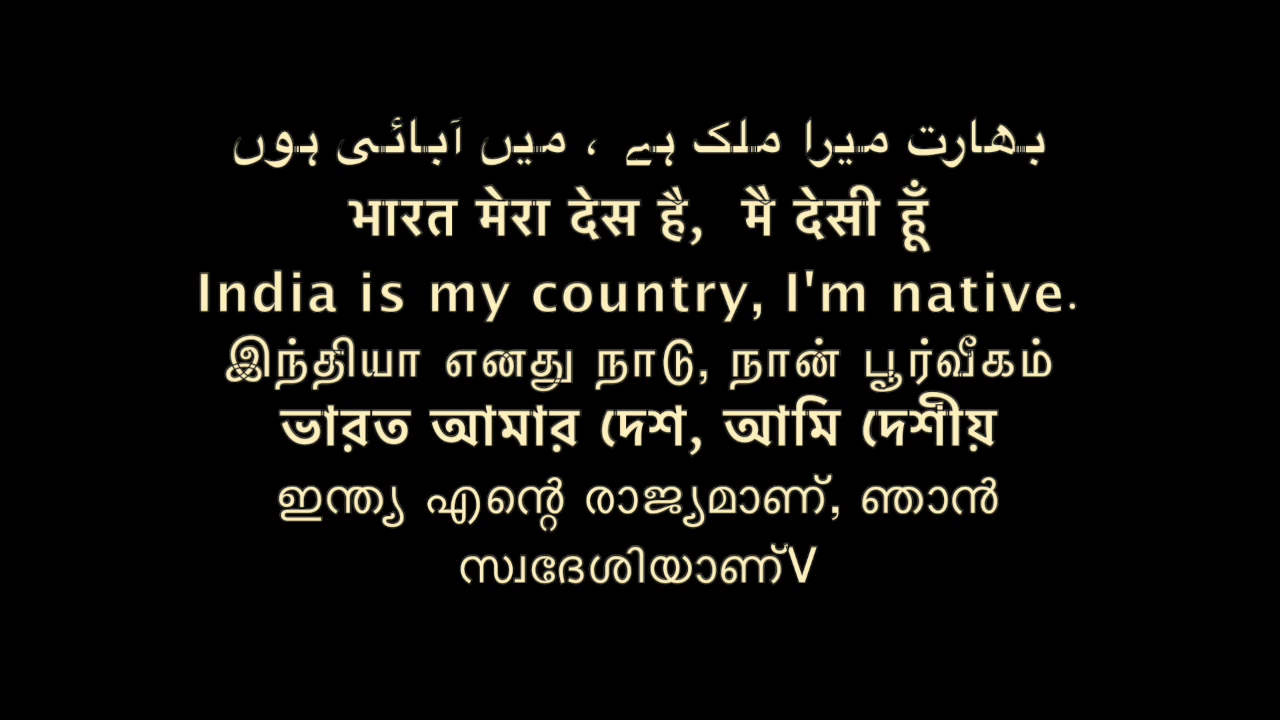 بھارت میرا ملک ہے ، میں آبائی ہوں
भारत मेरा देस है, मै देसी हूँ
India is my country, I'm native.
இந்தியா எனது நாடு, நான் பூர்வீகம்
ভারত আমার দেশ, আমি দেশীয়
ഇന്ത്യ എന്റെ രാജ്യമാണ്, ഞാൻ
സ്വദേശിയാണ്V